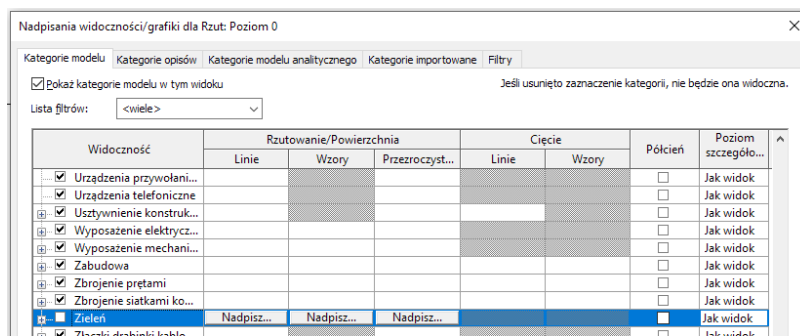 Nadpisania widoczności/grafiki dla Rzut: Poziom 0
Kategorie modelu Kategorie opisów Kategorie modelu analitycznego Kategorie importowane Filtry
Pokaż kategorie modelu w tym widoku Jeśli usunięto zaznaczenie kategorii, nie będzie ona widoczna.
Lista filtrów: <wiele>
Widoczność Rzutowanie/Powierzchnia Cięcie Półcień Poziom szczegóło...
Linie Wzory Przezroczyst... Linie Wzory
Urządzenia przywołani... Jak widok
Urządzenia telefoniczne Jak widok
Usztywnienie konstruk... Jak widok
Wyposażenie elektrycz... Jak widok
Wyposażenie mechani... Jak widok
Zabudowa Jak widok
Zbrojenie prętami Jak widok
Zbrojenie siatkami ko... Jak widok
Zieleń Nadpisz... Nadpisz... Nadpisz... Jak widok